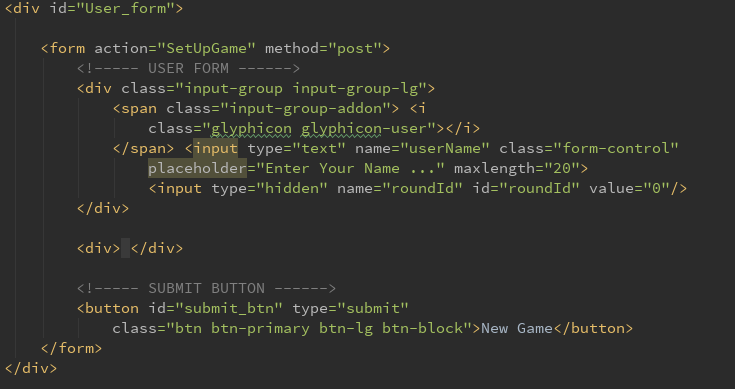 <div id="User_form">
<form action="SetUpGame" method="post">
<!----- USER FORM ------>
<div class="input-group input-group-lg">
<span class="input-group-addon"> <i
class="glyphicon glyphicon-user"></i>
</span> <input type="text" name="userName" class="form-control"
placeholder="Enter Your Name ..." maxlength="20">
<input type="hidden" name="roundId" id="roundId" value="0"/>
</div>
<div> </div>
<!----- SUBMIT BUTTON ------>
<button id="submit_btn" type="submit"
class="btn btn-primary btn-lg btn-block">New Game</button>
</form>
</div>